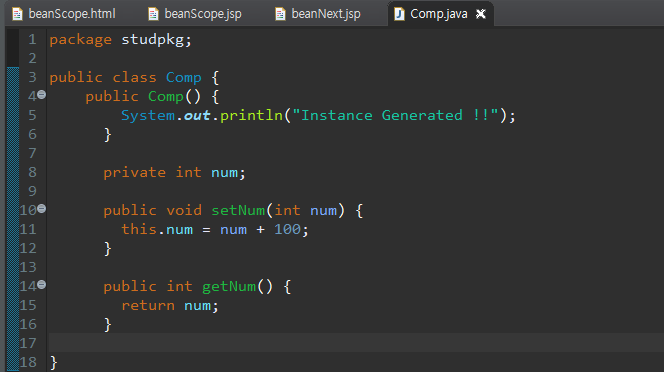 beanScope.html beanScope.jsp beanNext.jsp Comp.java
1 package studpkg;
2
3 public class Comp {
4 public Comp() {
5 System.out.println("Instance Generated !!");
6 }
7
8 private int num;
9
10 public void setNum(int num) {
11 this.num = num + 100;
12 }
13
14 public int getNum() {
15 return num;
16 }
17
18 }